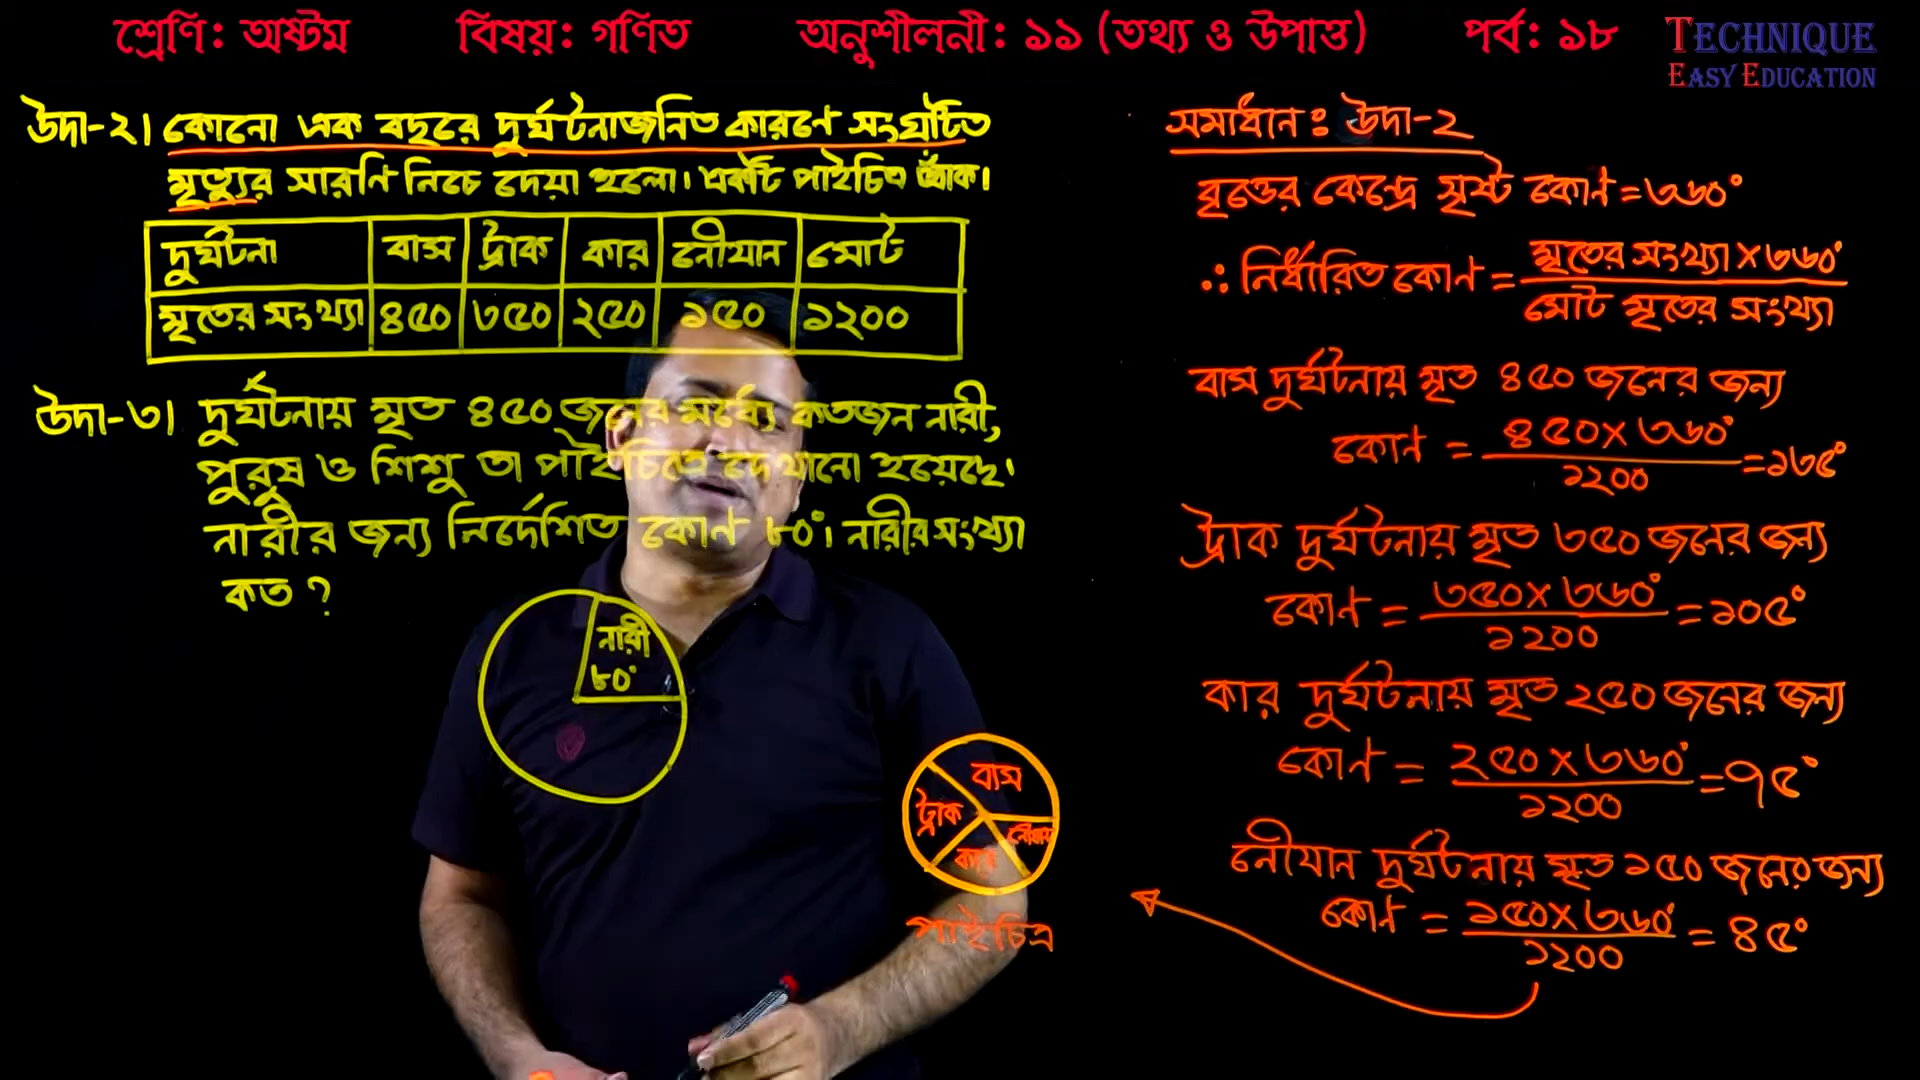 শ্রেণি: অষ্টম বিষয়: গণিত অনুশীলনী: ১১ (তথ্য ও উপাত্ত) পর্ব: ১৮
TECHNIQUE
EASY EDUCATION
উদা-২। কোনো এক বছরে দুর্ঘটনাজনিত কারণে সংঘটিত
মৃত্যুর সারণি নিচে দেয়া হলো। একটি পাইচিত্র আঁক।
দুর্ঘটনা বাস ট্রাক কার নৌযান মোট
মৃতের সংখ্যা ৪৫০ ৩৫০ ২৫০ ১৫০ ১২০০
উদা-৩। দুর্ঘটনায় মৃত ৪৫০ জনের মধ্যে কতজন নারী,
পুরুষ ও শিশু তা পাইচিত্রে দেখানো হয়েছে।
নারীর জন্য নির্দেশিত কোণ ৮০°। নারীর সংখ্যা
কত ?
নারী
৮০°
বাস
ট্রাক
নৌযান
কার
পাইচিত্র
সমাধান: উদা-২
বৃত্তের কেন্দ্রে সৃষ্ট কোণ = ৩৬০°
∴ নির্ধারিত কোণ = মৃতের সংখ্যা × ৩৬০° / মোট মৃতের সংখ্যা
বাস দুর্ঘটনায় মৃত ৪৫০ জনের জন্য
কোণ = ৪৫০ × ৩৬০° / ১২০০ = ১৩৫°
ট্রাক দুর্ঘটনায় মৃত ৩৫০ জনের জন্য
কোণ = ৩৫০ × ৩৬০° / ১২০০ = ১০৫°
কার দুর্ঘটনায় মৃত ২৫০ জনের জন্য
কোণ = ২৫০ × ৩৬০° / ১২০০ = ৭৫°
নৌযান দুর্ঘটনায় মৃত ১৫০ জনের জন্য
কোণ = ১৫০ × ৩৬০° / ১২০০ = ৪৫°